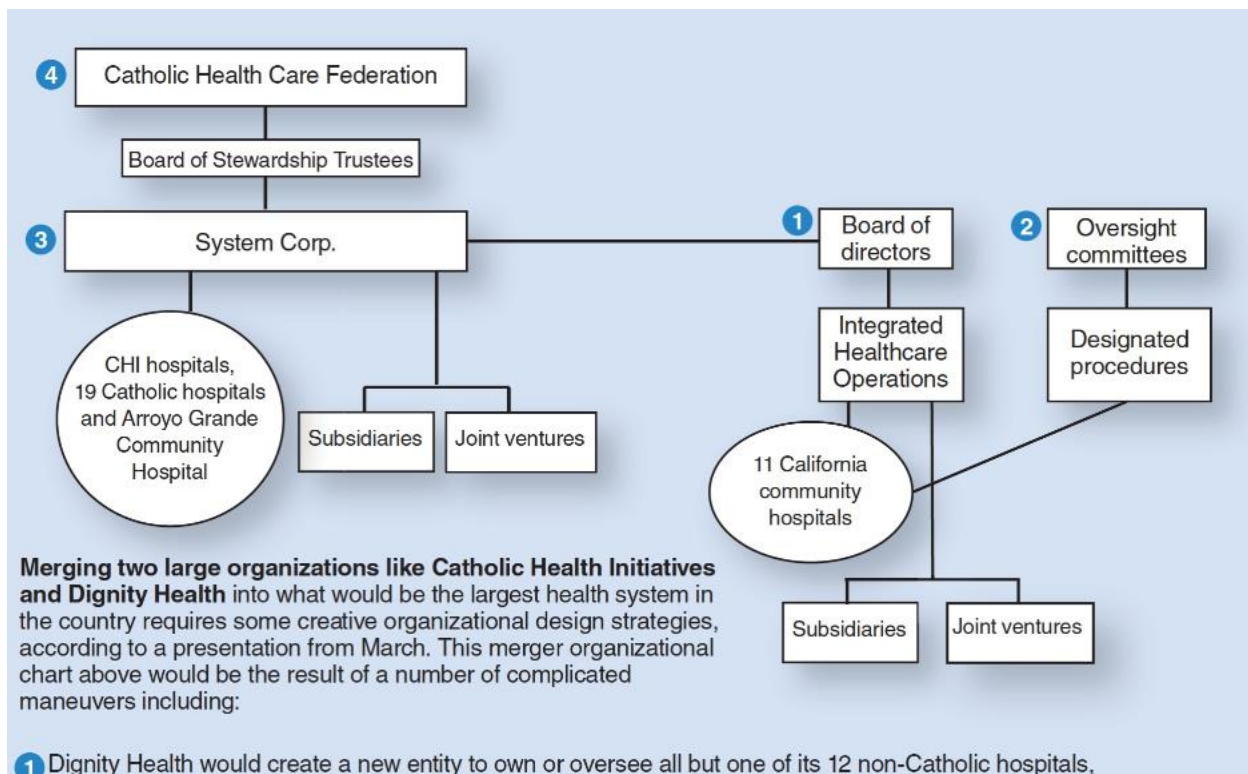 4
Catholic Health Care Federation
Board of Stewardship Trustees
3
System Corp.
1
Board of
directors
2
Oversight
committees
CHI hospitals,
19 Catholic hospitals
and Arroyo Grande
Community
Hospital
Subsidiaries
Joint ventures
Integrated
Healthcare
Operations
Designated
procedures
11 California
community
hospitals
Subsidiaries
Joint ventures
Merging two large organizations like Catholic Health Initiatives
and Dignity Health into what would be the largest health system in
the country requires some creative organizational design strategies,
according to a presentation from March. This merger organizational
chart above would be the result of a number of complicated
maneuvers including:
1 Dignity Health would create a new entity to own or oversee all but one of its 12 non-Catholic hospitals,